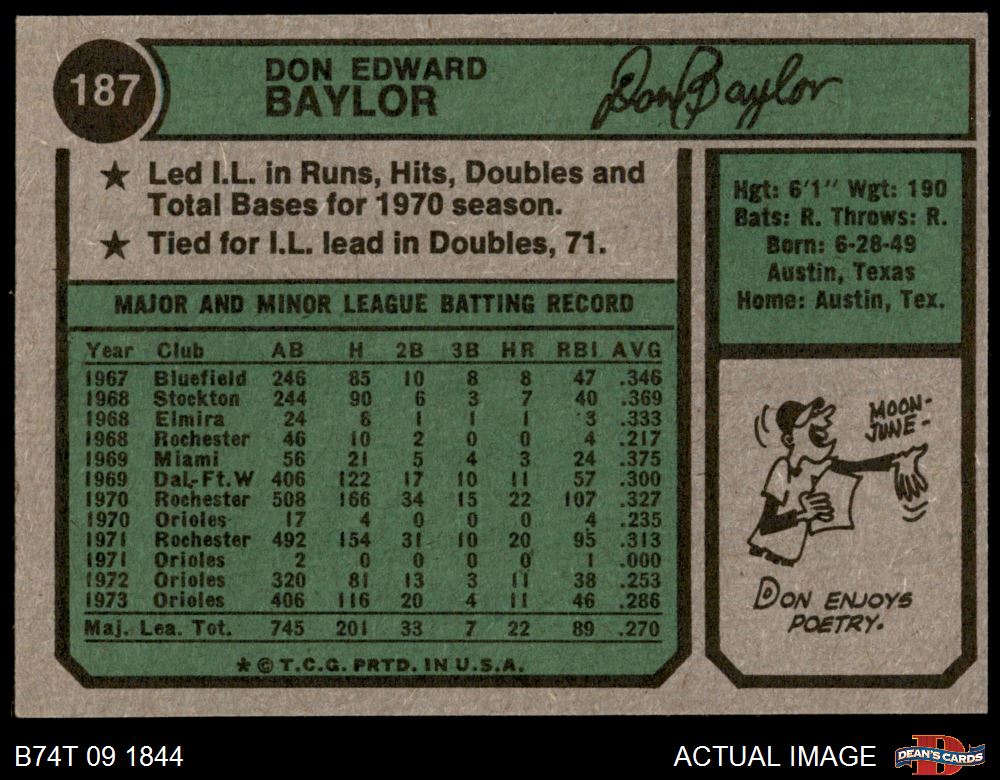 187
DON EDWARD
BAYLOR
Don Baylor
★ Led I.L. in Runs, Hits, Doubles and
Total Bases for 1970 season.
★ Tied for I.L. lead in Doubles, 71.
Hgt: 6'1" Wgt: 190
Bats: R. Throws: R.
Born: 6-28-49
Austin, Texas
Home: Austin, Tex.
MAJOR AND MINOR LEAGUE BATTING RECORD
Year Club AB H 2B 3B HR RBI AVG
1967 Bluefield 246 85 10 8 8 47 .346
1968 Stockton 244 90 6 3 7 40 .369
1968 Elmira 24 8 1 1 1 3 .333
1968 Rochester 46 10 2 0 0 4 .217
1969 Miami 56 21 5 4 3 24 .375
1969 Dal.-Ft.W 406 122 17 10 11 57 .300
1970 Rochester 508 166 34 15 22 107 .327
1970 Orioles 17 4 0 0 0 4 .235
1971 Rochester 492 154 31 10 20 95 .313
1971 Orioles 2 0 0 0 0 1 .000
1972 Orioles 320 81 13 3 11 38 .253
1973 Orioles 406 116 20 4 11 46 .286
Maj. Lea. Tot. 745 201 33 7 22 89 .270
* © T.C.G. PRTD. IN U.S.A.
MOON-
JUNE-
DON ENJOYS
POETRY.
B74T 09 1844
ACTUAL IMAGE
D
DEAN'S CARDS